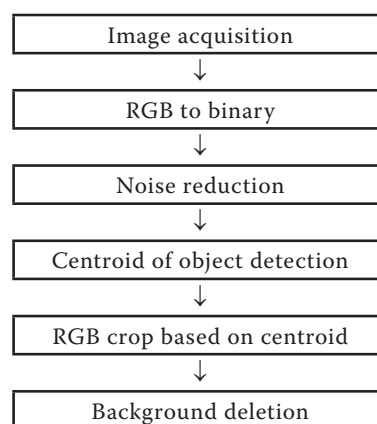 Image acquisition
↓
RGB to binary
↓
Noise reduction
↓
Centroid of object detection
↓
RGB crop based on centroid
↓
Background deletion